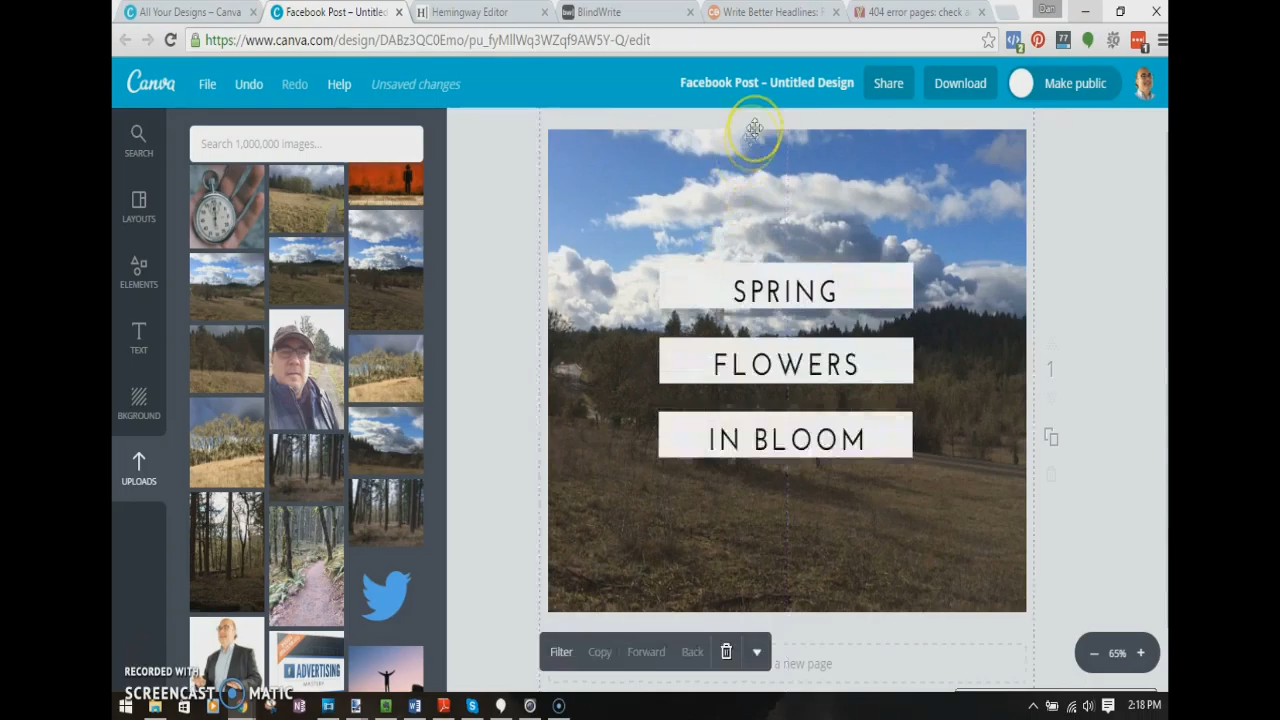 All Your Designs – Canva
Facebook Post – Untitled
Hemingway Editor
BlindWrite
Write Better Headlines: F
404 error pages: check a
Dan
https://www.canva.com/design/DABz3QC0Emo/pu_fyMllWq3WZqf9AW5Y-Q/edit
Canva
File
Undo
Redo
Help
Unsaved changes
Facebook Post – Untitled Design
Share
Download
Make public
SEARCH
LAYOUTS
ELEMENTS
TEXT
BKGROUND
UPLOADS
Search 1,000,000 images...
SPRING
FLOWERS
IN BLOOM
1
ADVERTISING
Filter
Copy
Forward
Back
a new page
65%
RECORDED WITH
SCREENCAST MATIC
2:18 PM